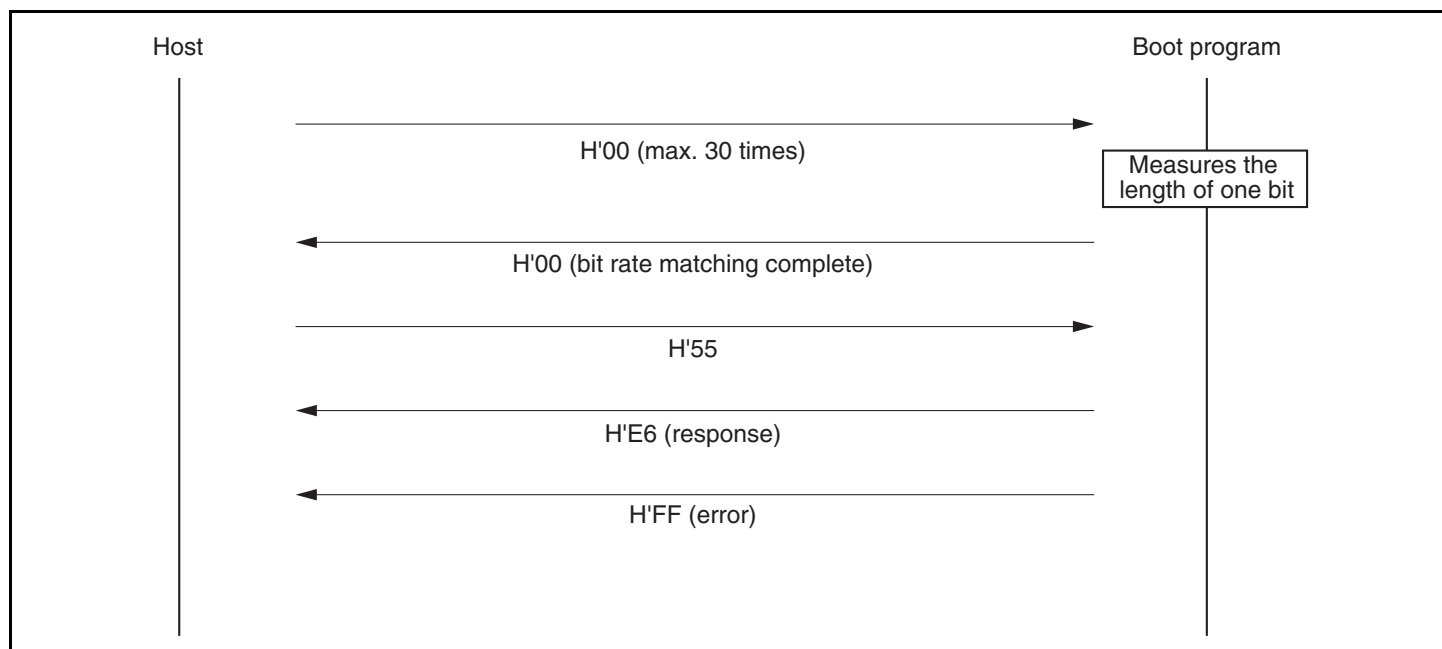 Host
Boot program
H'00 (max. 30 times)
Measures the
length of one bit
H'00 (bit rate matching complete)
H'55
H'E6 (response)
H'FF (error)